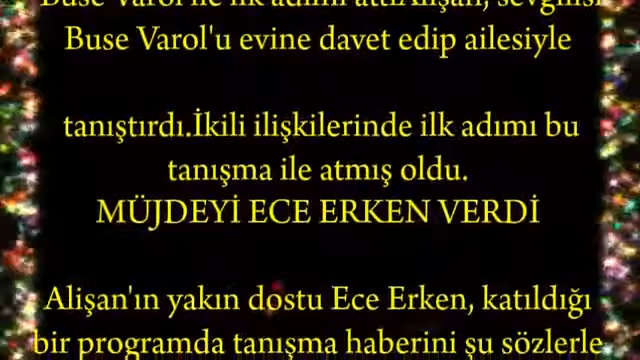 Buse Varol ile ilk adımı attıAlişan, sevgilisi
Buse Varol'u evine davet edip ailesiyle
tanıştırdı.İkili ilişkilerinde ilk adımı bu
tanışma ile atmış oldu.
MÜJDEYİ ECE ERKEN VERDİ
Alişan'ın yakın dostu Ece Erken, katıldığı
bir programda tanışma haberini şu sözlerle